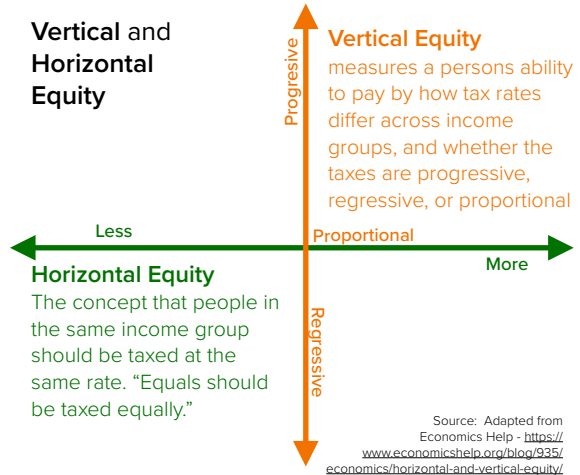 Vertical and
Horizontal
Equity
Progresive
Vertical Equity
measures a persons ability
to pay by how tax rates
differ across income
groups, and whether the
taxes are progressive,
regressive, or proportional
Less
Proportional
More
Horizontal Equity
The concept that people in
the same income group
should be taxed at the
same rate. “Equals should
be taxed equally.”
Regressive
Source: Adapted from
Economics Help - https://
www.economicshelp.org/blog/935/
economics/horizontal-and-vertical-equity/